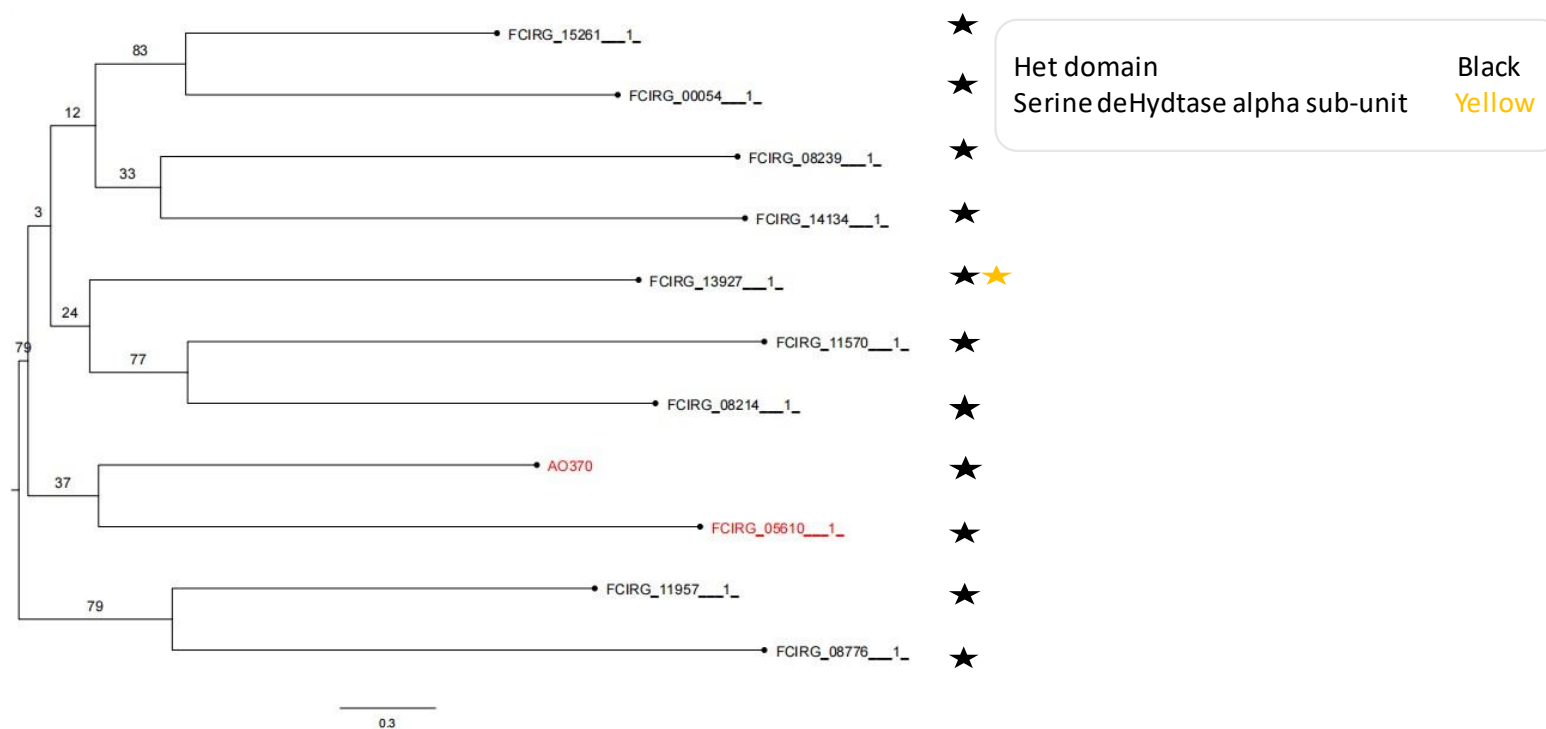 FCIRG_15261___1_
83
FCIRG_00054___1_
12
FCIRG_08239___1_
33
FCIRG_14134___1_
3
FCIRG_13927___1_
24
FCIRG_11570___1_
77
FCIRG_08214___1_
79
AO370
37
FCIRG_05610___1_
FCIRG_11957___1_
79
FCIRG_08776___1_
0.3
Het domain Black
Serine deHydtase alpha sub-unit Yellow